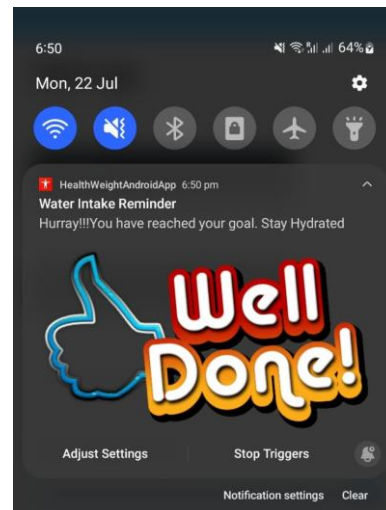 6:50 64%
Mon, 22 Jul
HealthWeightAndroidApp 6:50 pm
Water Intake Reminder
Hurray!!!You have reached your goal. Stay Hydrated
Well
Done!
Adjust Settings Stop Triggers
Notification settings Clear